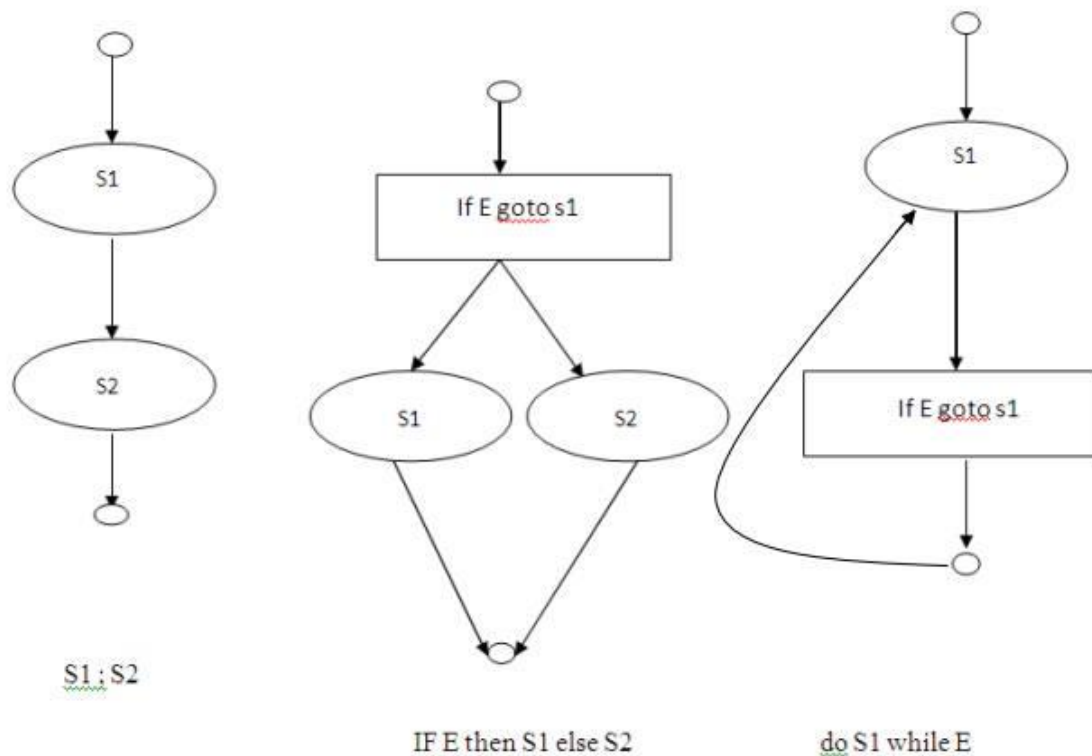 S1
S2
S1 ; S2
If E goto s1
S1
S2
IF E then S1 else S2
S1
If E goto s1
do S1 while E